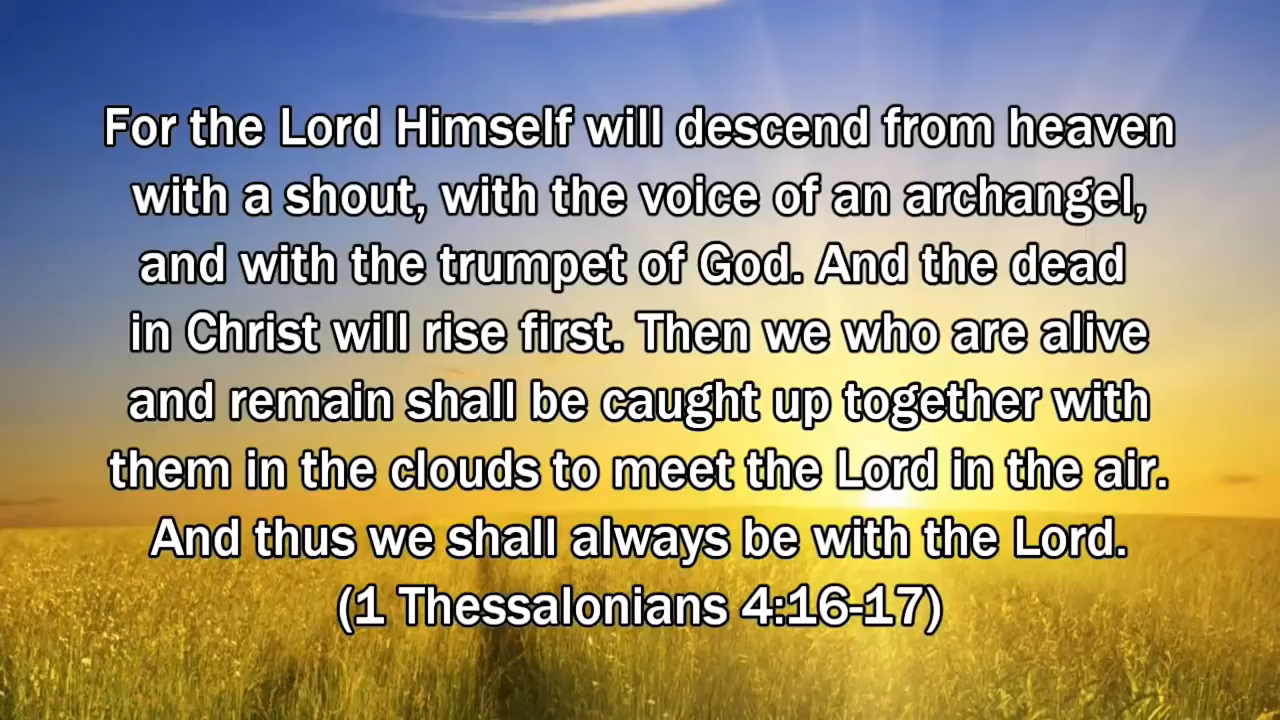 For the Lord Himself will descend from heaven
with a shout, with the voice of an archangel,
and with the trumpet of God. And the dead
in Christ will rise first. Then we who are alive
and remain shall be caught up together with
them in the clouds to meet the Lord in the air.
And thus we shall always be with the Lord.
(1 Thessalonians 4:16-17)